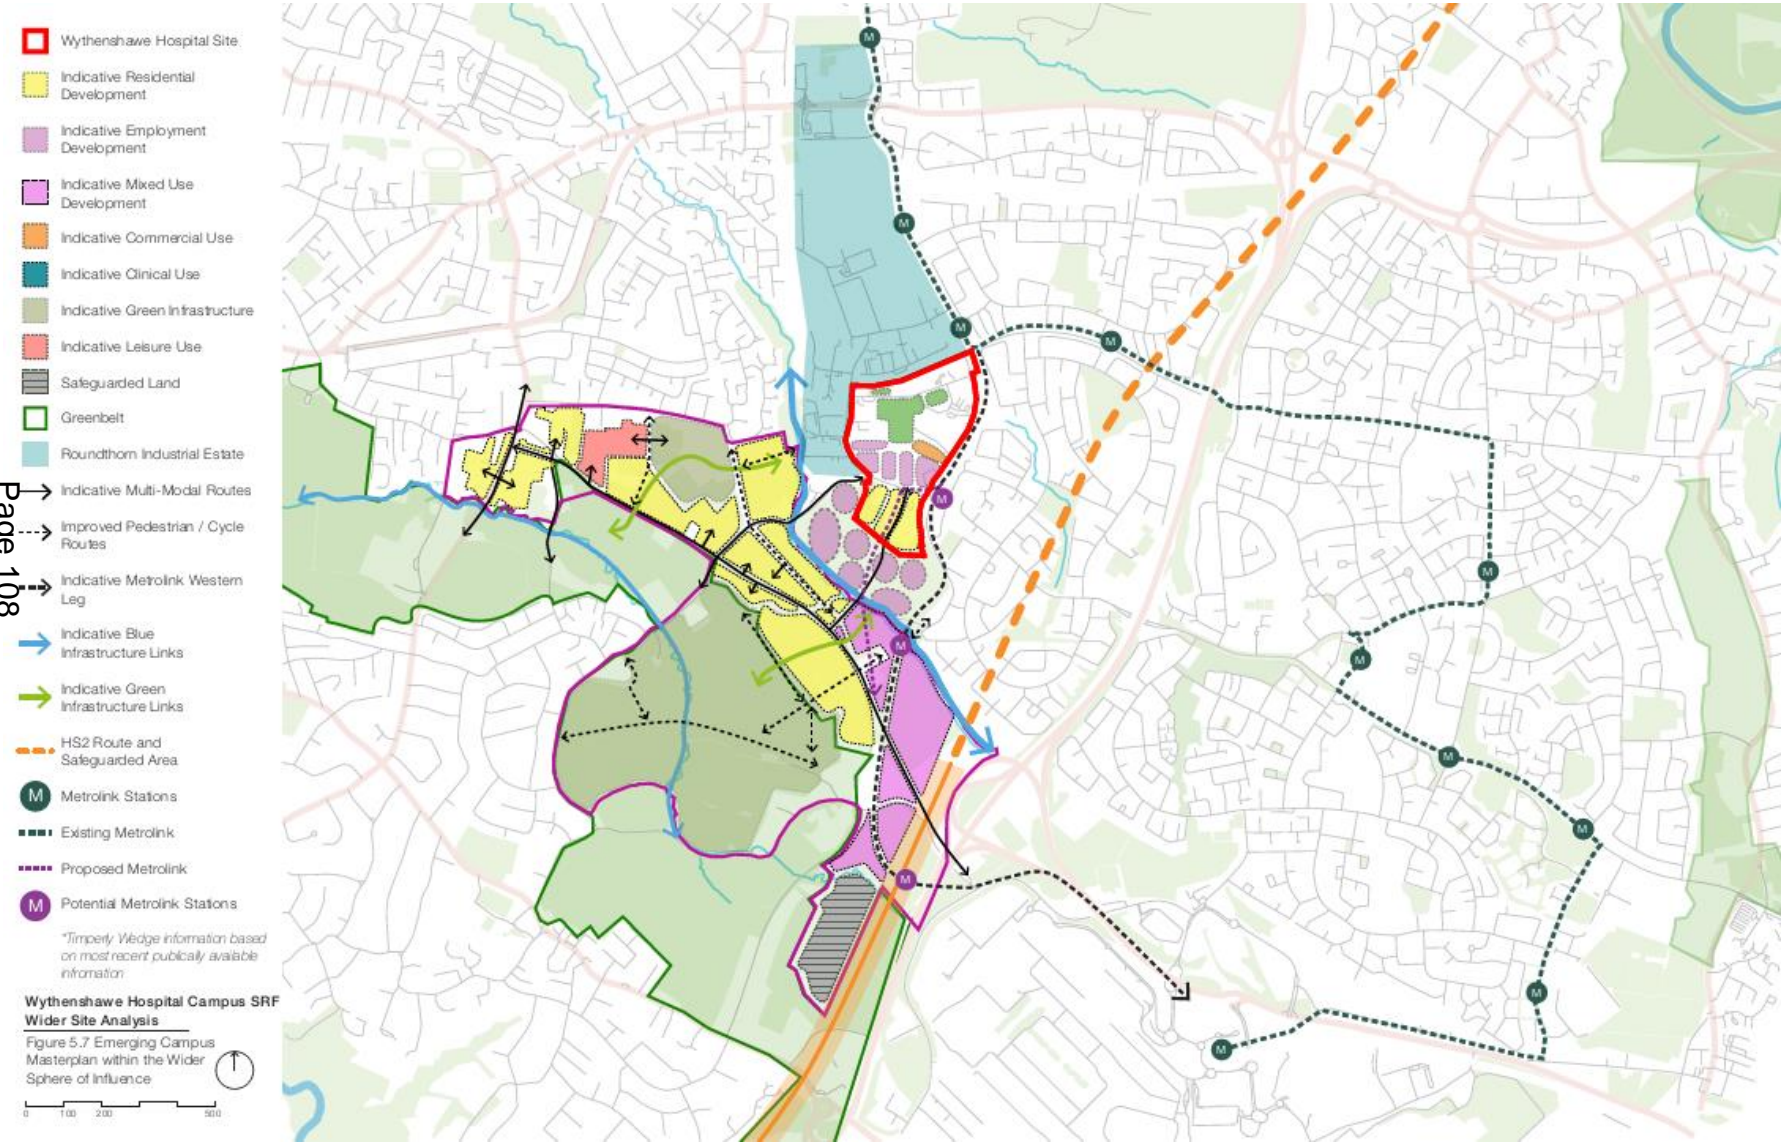 Wythenshawe Hospital Site
Indicative Residential
Development
Indicative Employment
Development
Indicative Mixed Use
Development
Indicative Commercial Use
Indicative Clinical Use
Indicative Green Infrastructure
Indicative Leisure Use
Safeguarded Land
Greenbelt
Roundthorn Industrial Estate
Indicative Multi-Modal Routes
Improved Pedestrian / Cycle
Routes
Indicative Metrolink Western
Leg
Indicative Blue
Infrastructure Links
Indicative Green
Infrastructure Links
HS2 Route and
Safeguarded Area
M Metrolink Stations
Existing Metrolink
Proposed Metrolink
M Potential Metrolink Stations
*Timperly Wedge information based
on most recent publically available
infromation
Wythenshawe Hospital Campus SRF
Wider Site Analysis
Figure 5.7 Emerging Campus
Masterplan within the Wider
Sphere of Influence
0 100 200 500
Page 108
M
M
M
M
M
M
M
M
M
M
M
M
M
M